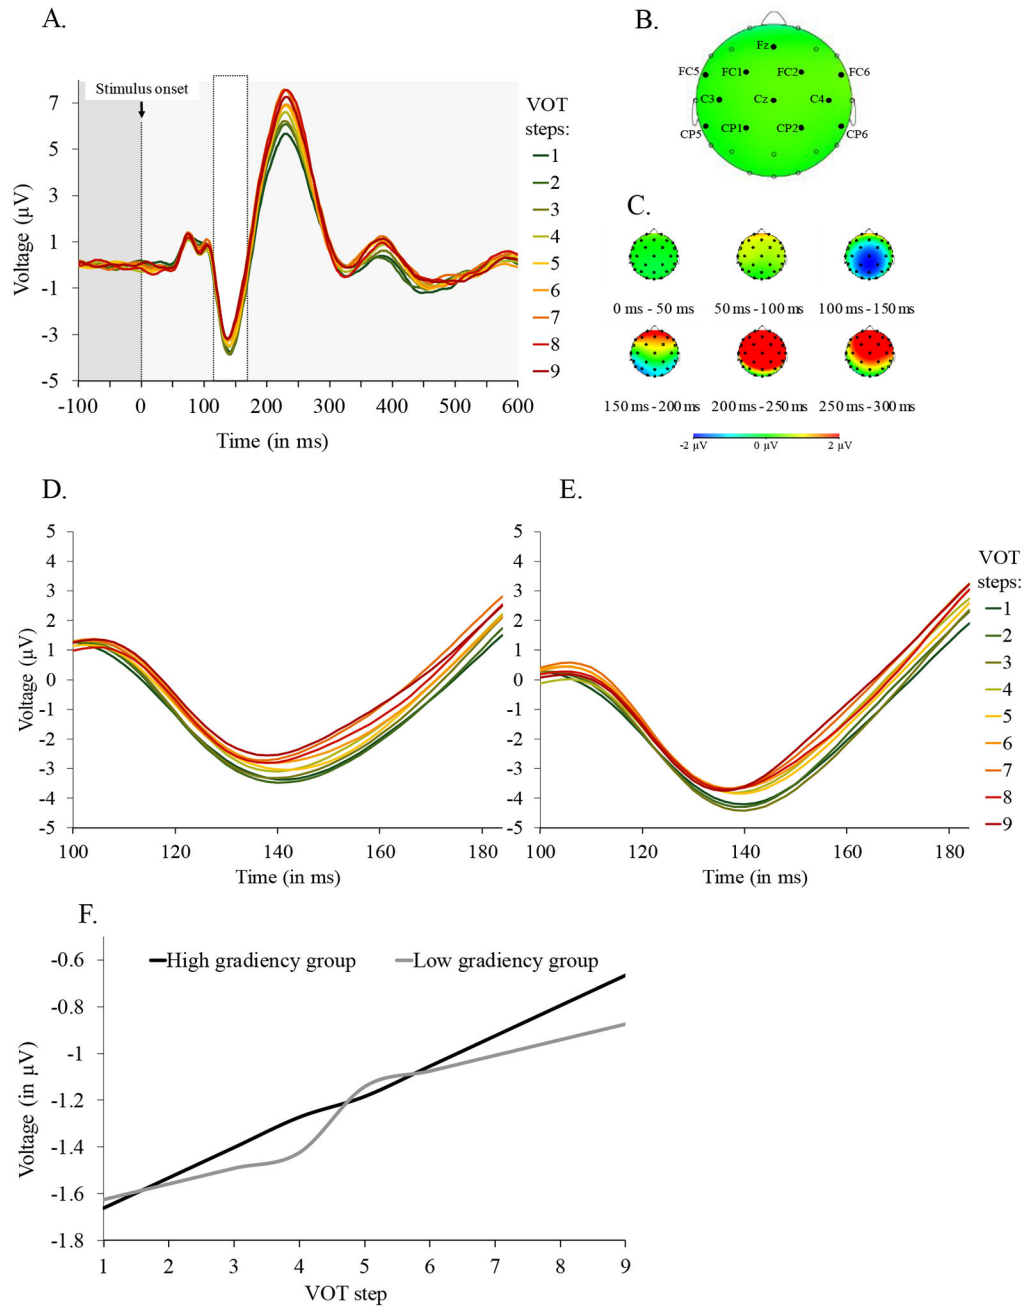 A.
Stimulus onset
7
5
3
1
-1
-3
-5
Voltage (µV)
-100 0 100 200 300 400 500 600
Time (in ms)
VOT
steps:
1
2
3
4
5
6
7
8
9
B.
Fz
FC5 FC1 FC2 FC6
C3 Cz C4
CP5 CP1 CP2 CP6
C.
0 ms - 50 ms 50 ms - 100 ms 100 ms - 150 ms
150 ms - 200 ms 200 ms - 250 ms 250 ms - 300 ms
-2 µV 0 µV 2 µV
D.
5
4
3
2
1
0
-1
-2
-3
-4
-5
Voltage (µV)
100 120 140 160 180
Time (in ms)
E.
5
4
3
2
1
0
-1
-2
-3
-4
-5
100 120 140 160 180
Time (in ms)
VOT
steps:
1
2
3
4
5
6
7
8
9
F.
High gradiency group Low gradiency group
-0.6
-0.8
-1
-1.2
-1.4
-1.6
-1.8
Voltage (in µV)
1 2 3 4 5 6 7 8 9
VOT step